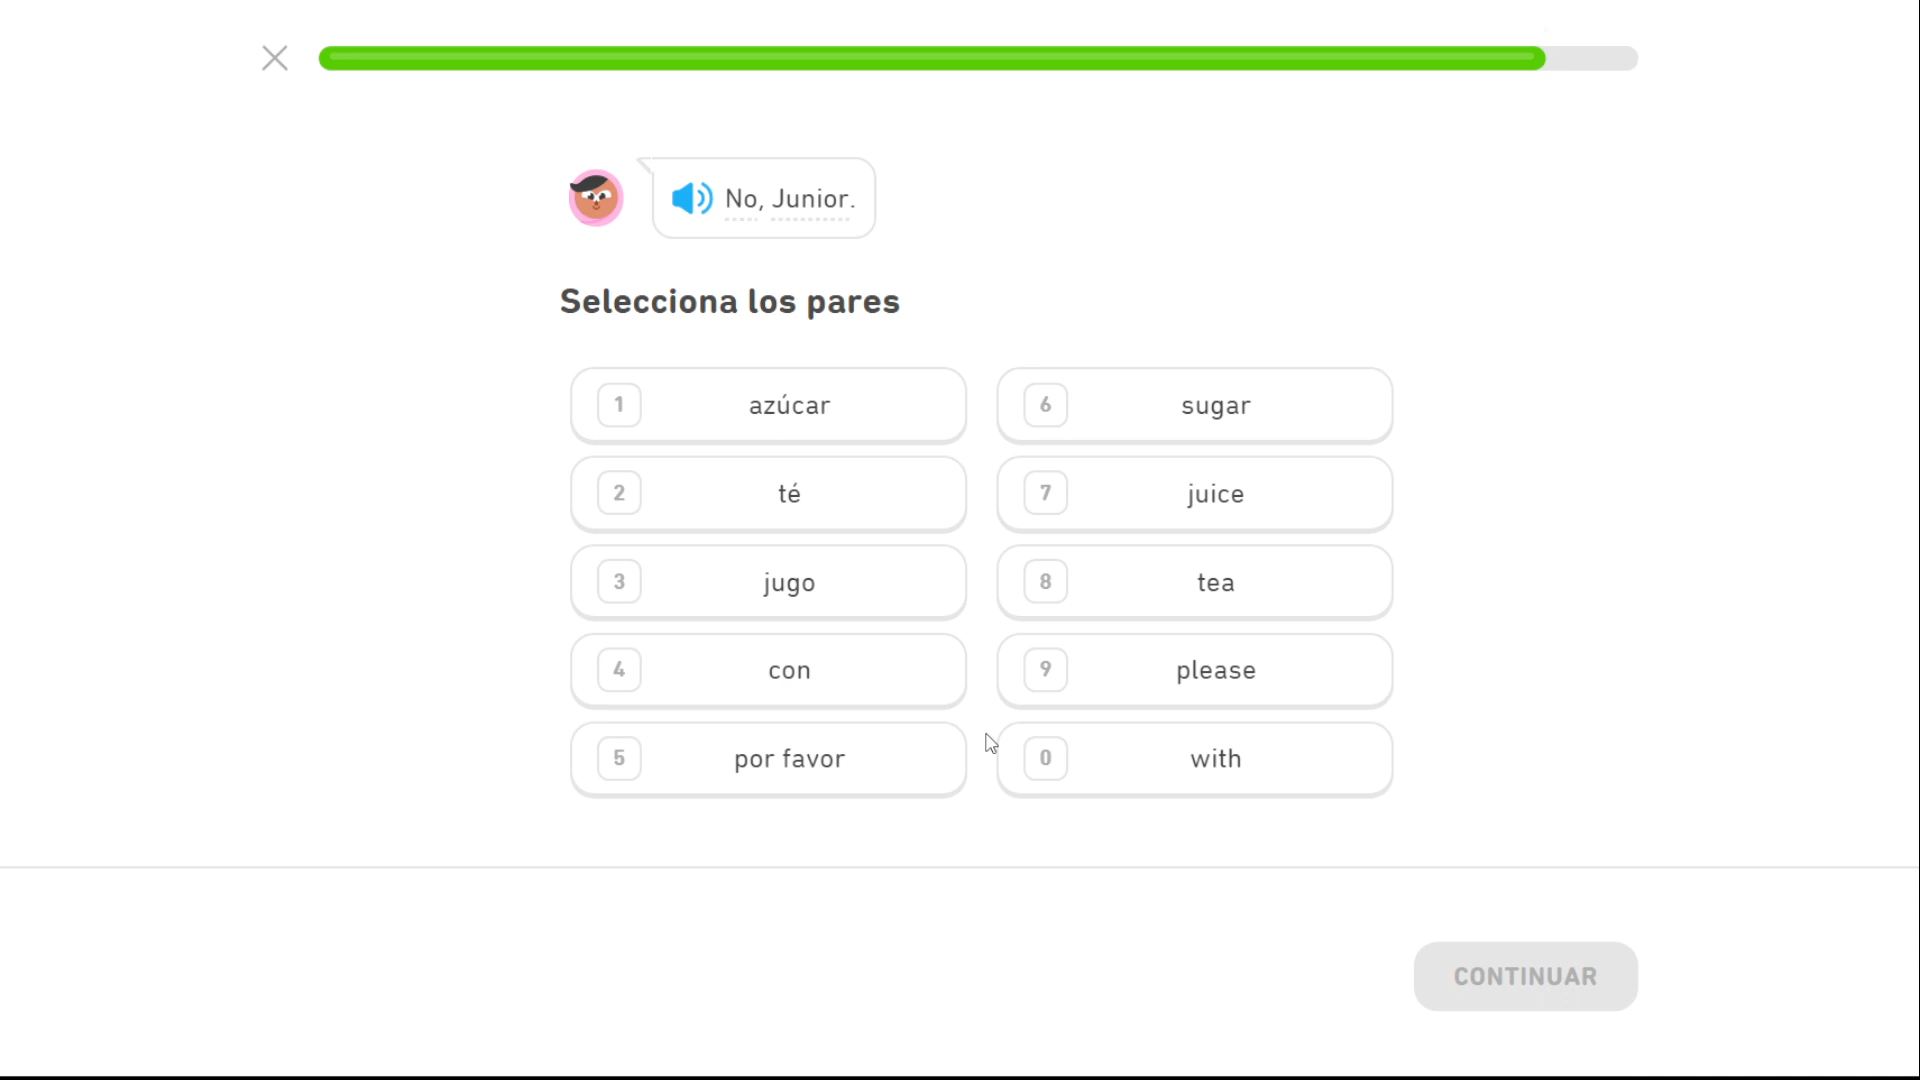 No, Junior.
Selecciona los pares
1 azúcar
6 sugar
2 té
7 juice
3 jugo
8 tea
4 con
9 please
5 por favor
0 with
CONTINUAR